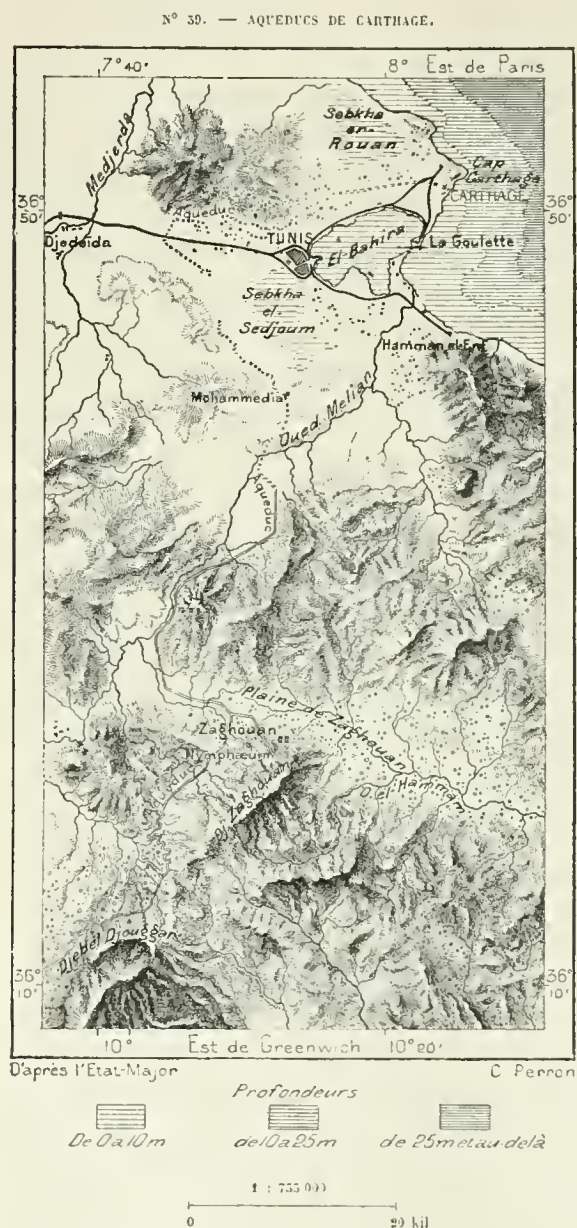 N° 39. — AQUEDUCS DE CARTHAGE.
7°40'
8° Est de Paris
Medjerda
Sebkha
er-
Rouan
Cap
Carthage
CARTHAGE
36°
50'
36°
50'
Aqueduc
Djedeïda
TUNIS
El-Bahira
La Goulette
Sebkha
el-
Sedjoum
Hamman el-Enf
Mohammedia
Oued Melian
Aqueduc
Plaine de Zaghouan
Zaghouan
Nymphæum
Dj. Zaghouan
O. el Hammam
Djebel Djouggar
36°
10'
36°
10'
10°
Est de Greenwich
10°20'
D'après l'Etat-Major
C. Perron
Profondeurs
De 0 a 10 m
de 10 a 25 m
de 25 m et au-delà
1 : 755 000
0
20 kil